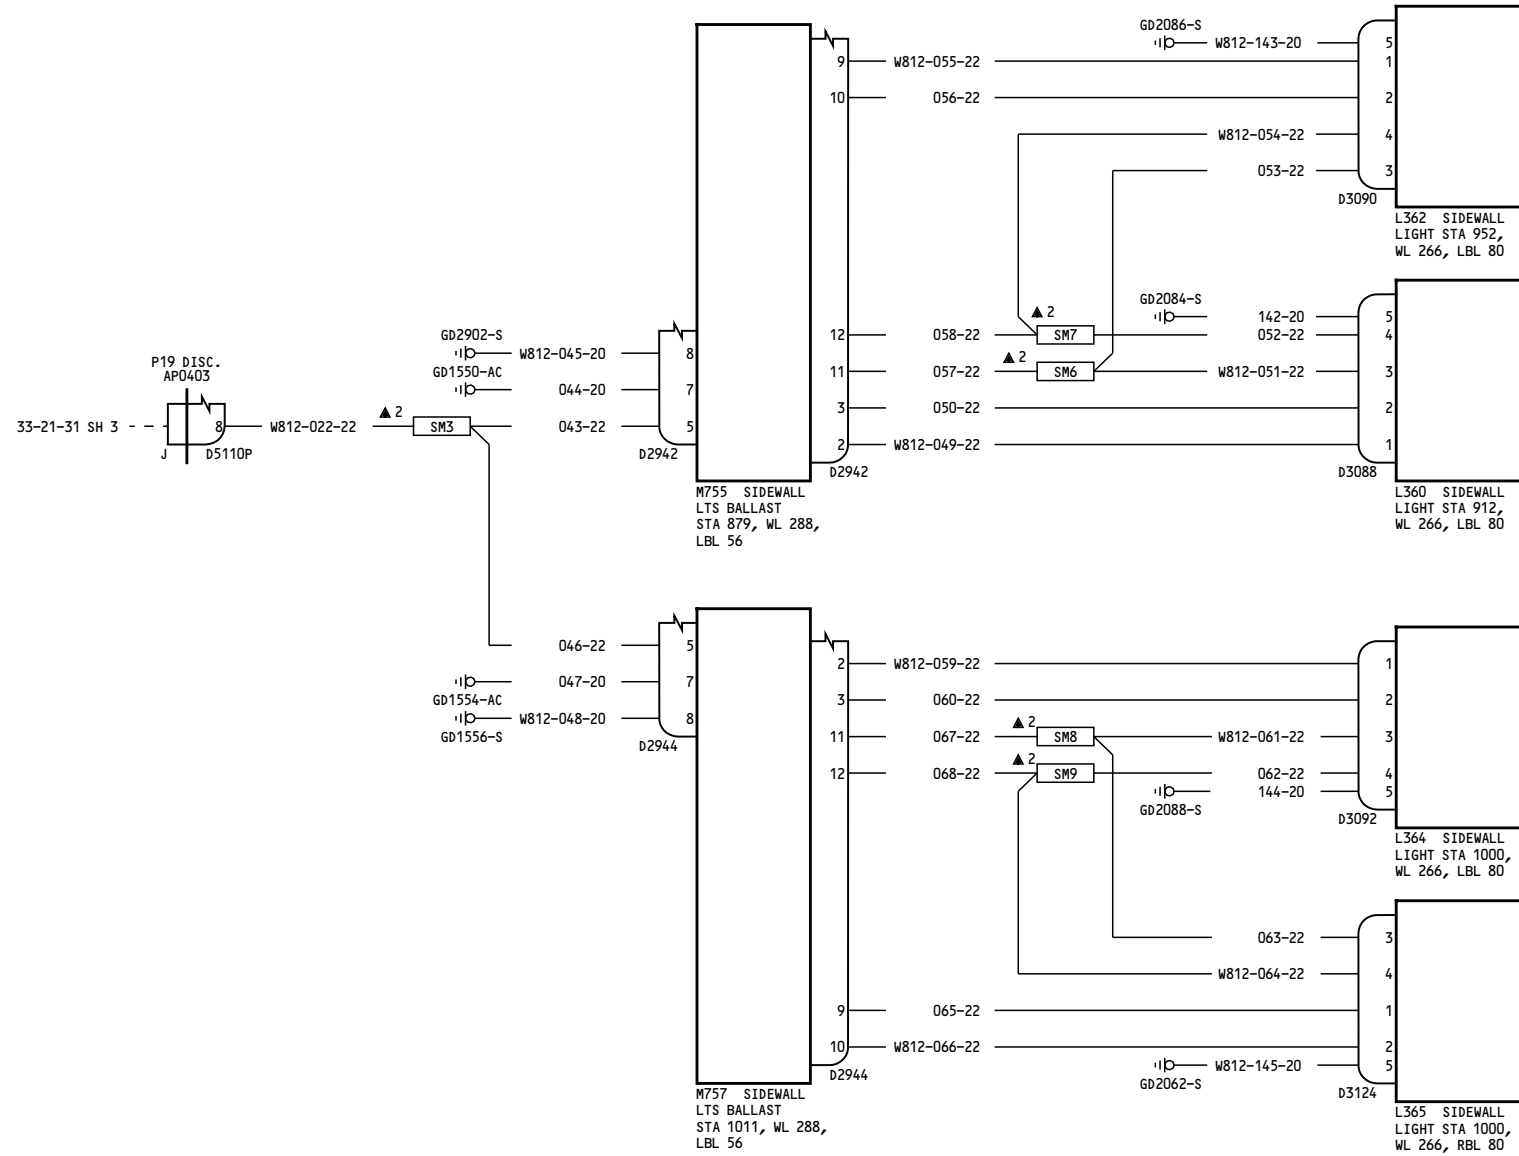 GD2086-S
W812-143-20 5
9 W812-055-22 1
10 056-22 2
W812-054-22 4
053-22 3
D3090
L362 SIDEWALL
LIGHT STA 952,
WL 266, LBL 80
GD2084-S
142-20 5
2
12 058-22 SM7 052-22 4
2
11 057-22 SM6 W812-051-22 3
3 050-22 2
2 W812-049-22 1
D2942
D3088
L360 SIDEWALL
LIGHT STA 912,
WL 266, LBL 80
GD2902-S
W812-045-20 8
GD1550-AC
044-20 7
P19 DISC.
AP0403
33-21-31 SH 3 8 W812-022-22 2 SM3 043-22 5
J D5110P
D2942
M755 SIDEWALL
LTS BALLAST
STA 879, WL 288,
LBL 56
046-22 5
047-20 7
GD1554-AC
W812-048-20 8
GD1556-S
D2944
2 W812-059-22 1
3 060-22 2
2
11 067-22 SM8 W812-061-22 3
2
12 068-22 SM9 062-22 4
144-20 5
GD2088-S
D3092
L364 SIDEWALL
LIGHT STA 1000,
WL 266, LBL 80
063-22 3
W812-064-22 4
9 065-22 1
10 W812-066-22 2
W812-145-20 5
GD2062-S
D2944
D3124
M757 SIDEWALL
LTS BALLAST
STA 1011, WL 288,
LBL 56
L365 SIDEWALL
LIGHT STA 1000,
WL 266, RBL 80